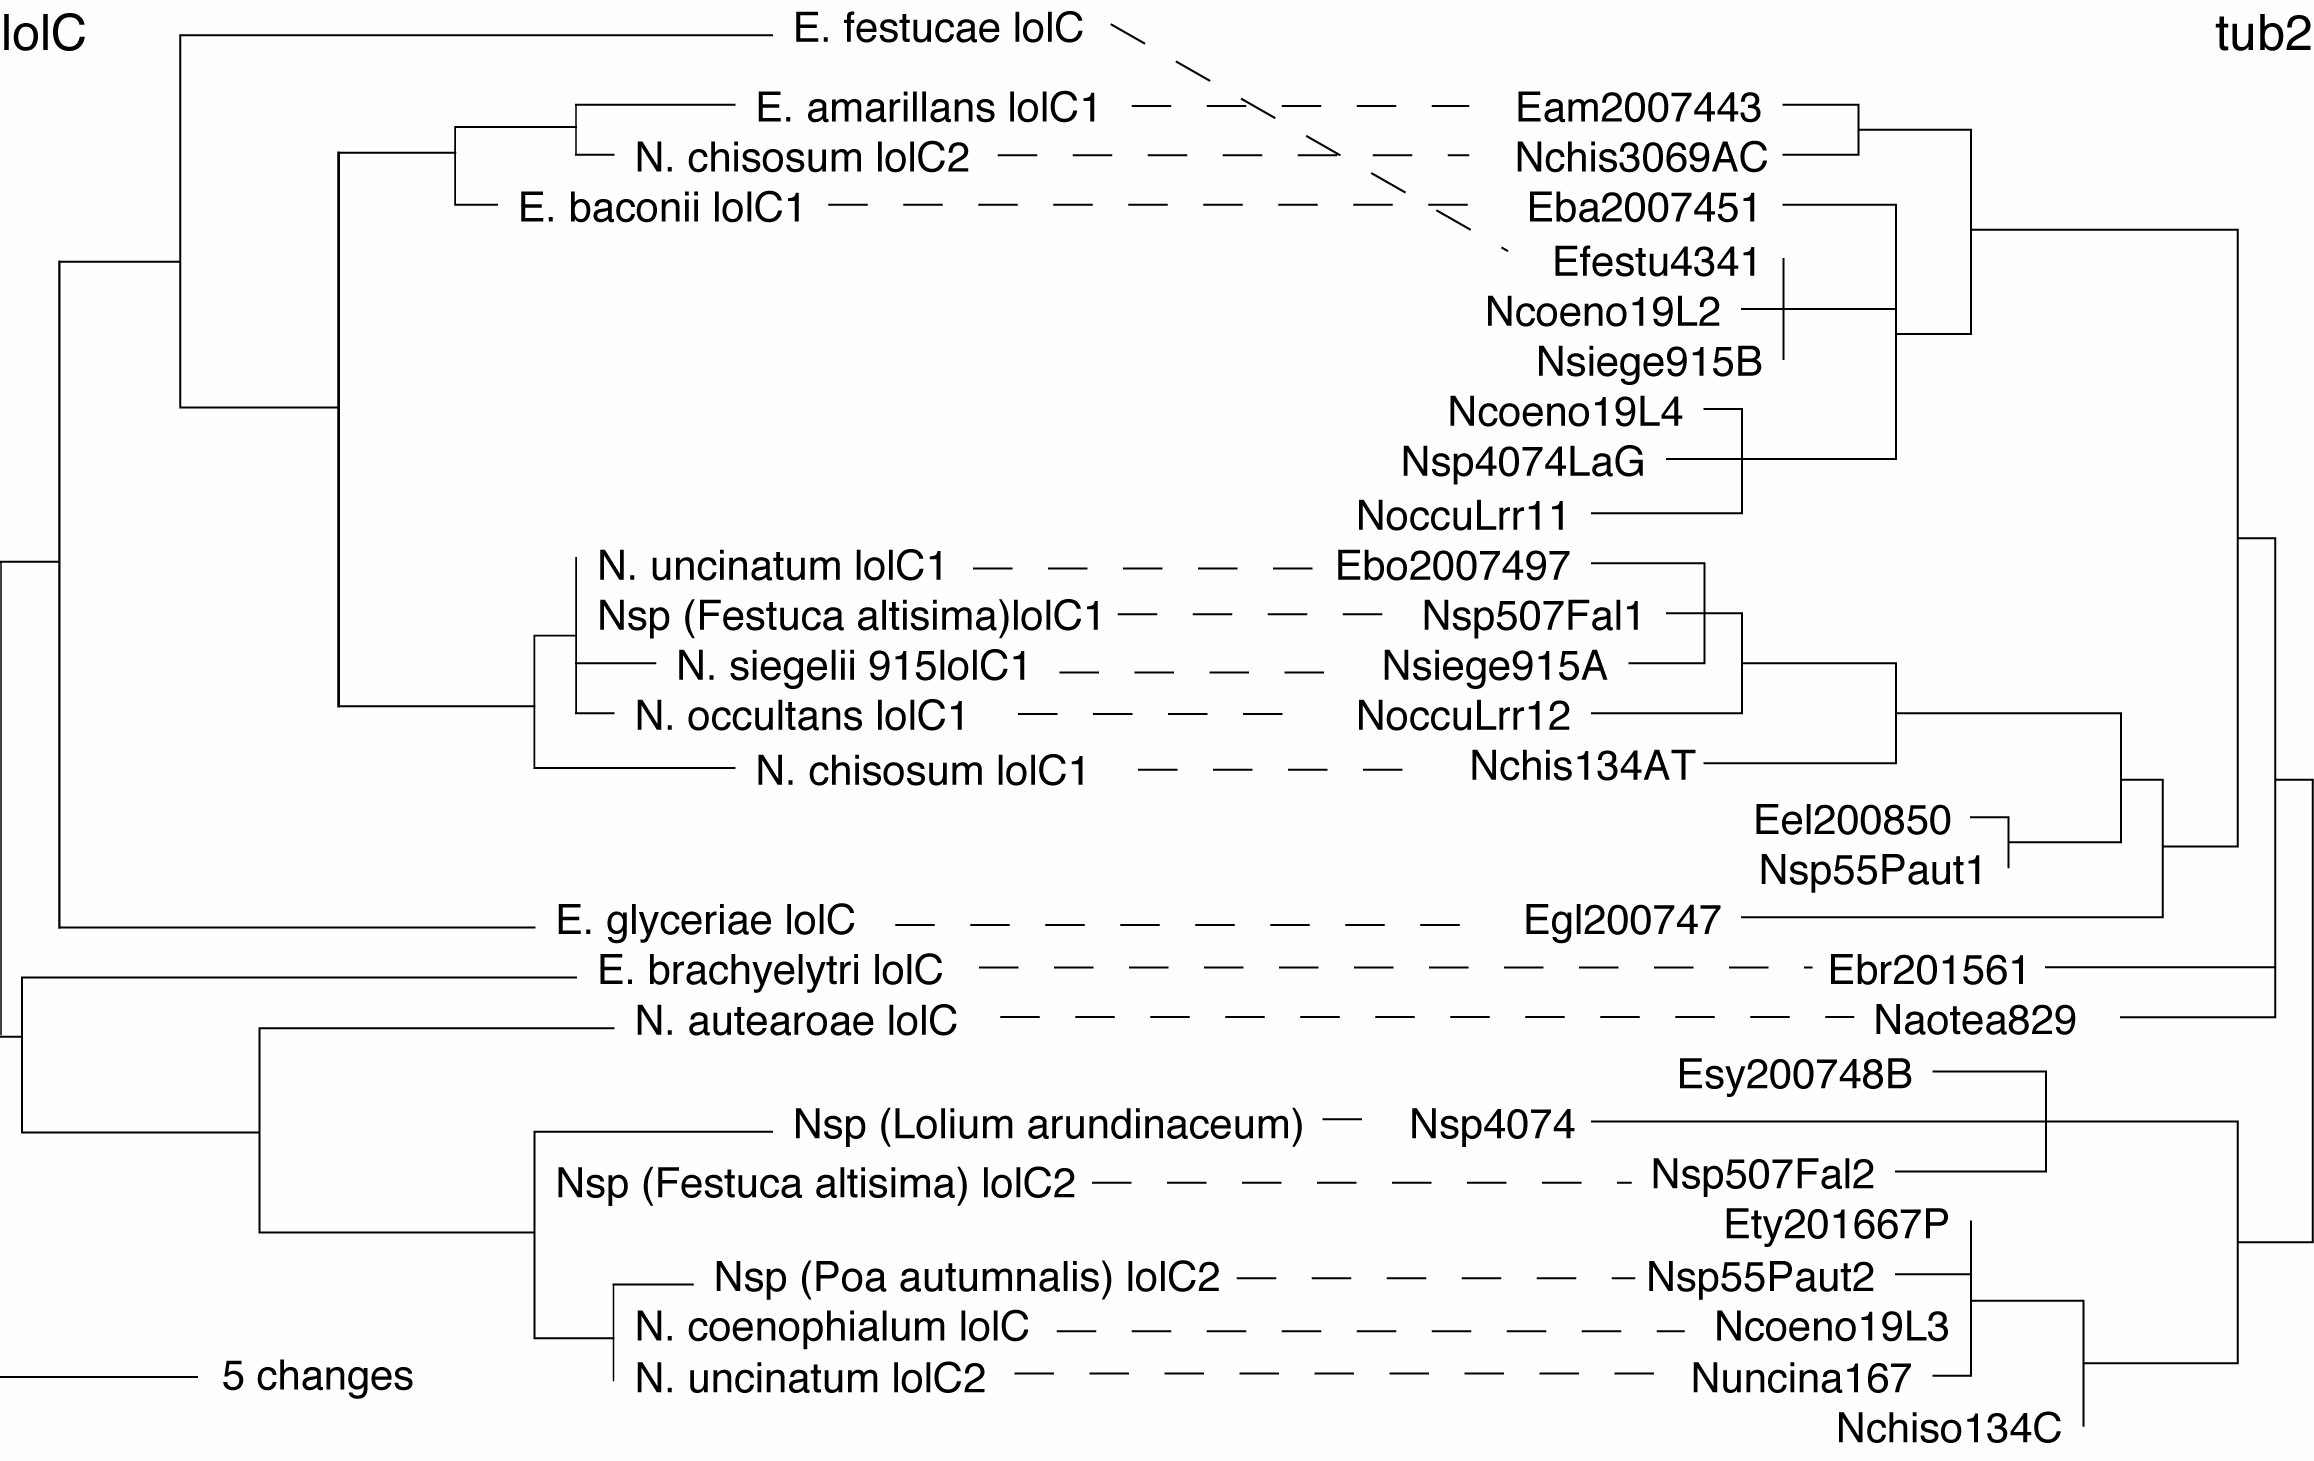 lolC
E. festucae lolC
tub2
E. amarillans lolC1
Eam2007443
N. chisosum lolC2
Nchis3069AC
E. baconii lolC1
Eba2007451
Efestu4341
Ncoeno19L2
Nsiege915B
Ncoeno19L4
Nsp4074LaG
NoccuLrr11
N. uncinatum lolC1
Ebo2007497
Nsp (Festuca altisima)lolC1
Nsp507Fal1
N. siegelii 915lolC1
Nsiege915A
N. occultans lolC1
NoccuLrr12
N. chisosum lolC1
Nchis134AT
Eel200850
Nsp55Paut1
E. glyceriae lolC
Egl200747
E. brachyelytri lolC
Ebr201561
N. autearoae lolC
Naotea829
Esy200748B
Nsp (Lolium arundinaceum)
Nsp4074
Nsp (Festuca altisima) lolC2
Nsp507Fal2
Ety201667P
Nsp (Poa autumnalis) lolC2
Nsp55Paut2
N. coenophialum lolC
Ncoeno19L3
5 changes
N. uncinatum lolC2
Nuncina167
Nchiso134C